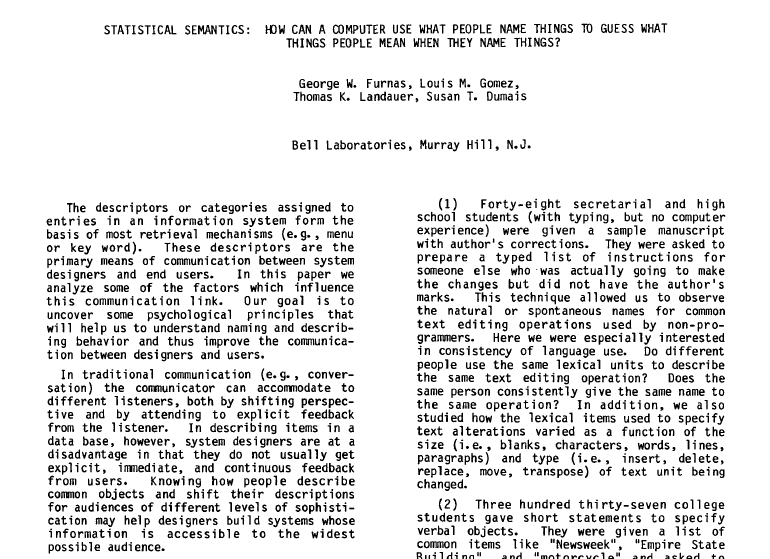 STATISTICAL SEMANTICS: HOW CAN A COMPUTER USE WHAT PEOPLE NAME THINGS TO GUESS WHAT
THINGS PEOPLE MEAN WHEN THEY NAME THINGS?
George W. Furnas, Louis M. Gomez,
Thomas K. Landauer, Susan T. Dumais
Bell Laboratories, Murray Hill, N.J.
The descriptors or categories assigned to
entries in an information system form the
basis of most retrieval mechanisms (e.g., menu
or key word). These descriptors are the
primary means of communication between system
designers and end users. In this paper we
analyze some of the factors which influence
this communication link. Our goal is to
uncover some psychological principles that
will help us to understand naming and describ-
ing behavior and thus improve the communica-
tion between designers and users.
In traditional communication (e.g., conver-
sation) the communicator can accommodate to
different listeners, both by shifting perspec-
tive and by attending to explicit feedback
from the listener. In describing items in a
data base, however, system designers are at a
disadvantage in that they do not usually get
explicit, immediate, and continuous feedback
from users. Knowing how people describe
common objects and shift their descriptions
for audiences of different levels of sophisti-
cation may help designers build systems whose
information is accessible to the widest
possible audience.
(1) Forty-eight secretarial and high
school students (with typing, but no computer
experience) were given a sample manuscript
with author's corrections. They were asked to
prepare a typed list of instructions for
someone else who was actually going to make
the changes but did not have the author's
marks. This technique allowed us to observe
the natural or spontaneous names for common
text editing operations used by non-pro-
grammers. Here we were especially interested
in consistency of language use. Do different
people use the same lexical units to describe
the same text editing operation? Does the
same person consistently give the same name to
the same operation? In addition, we also
studied how the lexical items used to specify
text alterations varied as a function of the
size (i.e., blanks, characters, words, lines,
paragraphs) and type (i.e., insert, delete,
replace, move, transpose) of text unit being
changed.
(2) Three hundred thirty-seven college
students gave short statements to specify
verbal objects. They were given a list of
common items like "Newsweek", "Empire State
Building", and "motorcycle" and asked to